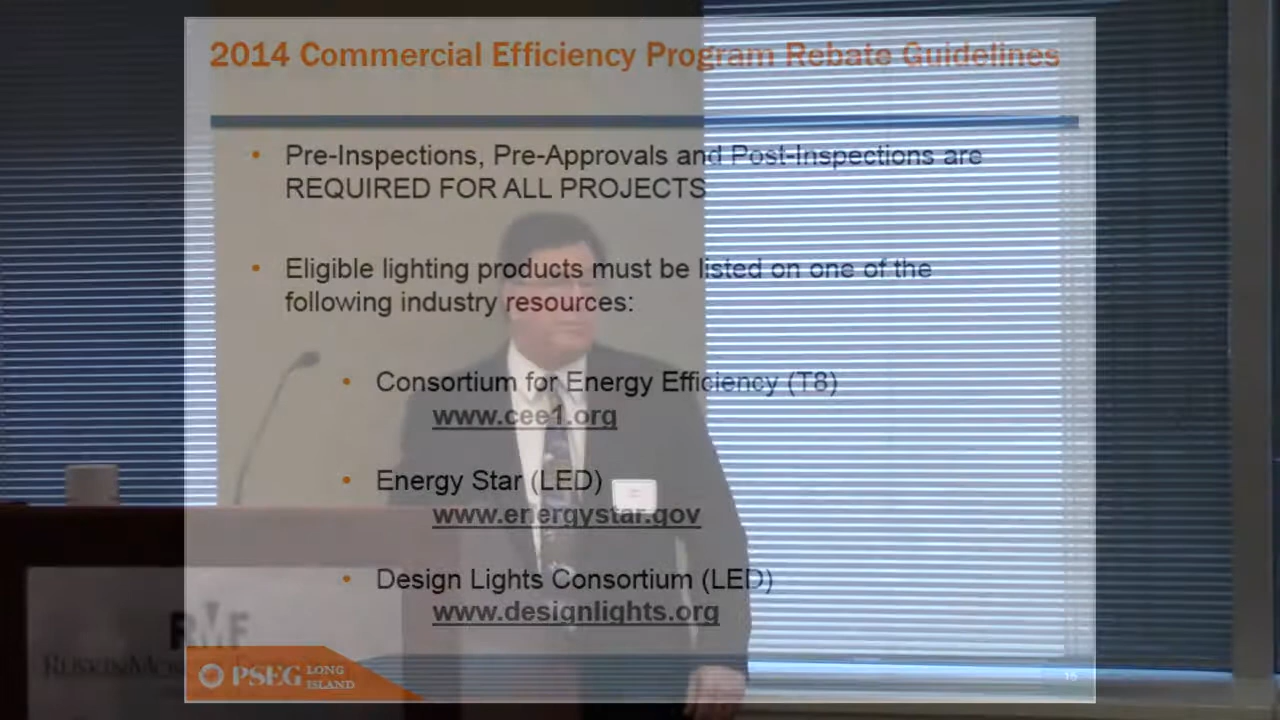 2014 Commercial Efficiency Program Rebate Guidelines
• Pre-Inspections, Pre-Approvals and Post-Inspections are
REQUIRED FOR ALL PROJECTS
• Eligible lighting products must be listed on one of the
following industry resources:
• Consortium for Energy Efficiency (T8)
www.cee1.org
• Energy Star (LED)
www.energystar.gov
• Design Lights Consortium (LED)
www.designlights.org
RMF
PSEG LONG
ISLAND
15